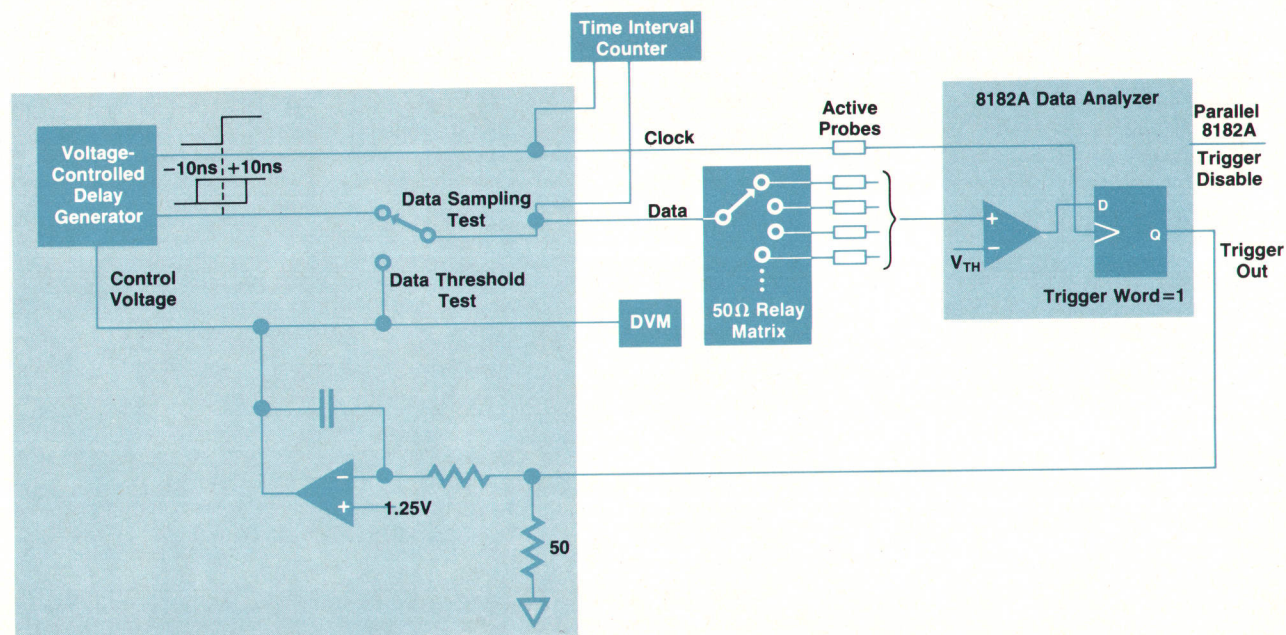 Time Interval
Counter
8182A Data Analyzer
Parallel
8182A
Trigger
Disable
Active
Probes
Voltage-
Controlled
Delay
Generator
−10ns
+10ns
Clock
Data Sampling
Test
Data
D
Q
+
−
V_TH
Trigger
Out
Control
Voltage
Data Threshold
Test
DVM
50Ω Relay
Matrix
Trigger Word=1
−
+
1.25V
50